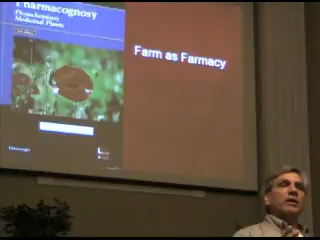 Pharmacognosy
Phytochemistry
Medicinal Plants
Farm as Farmacy